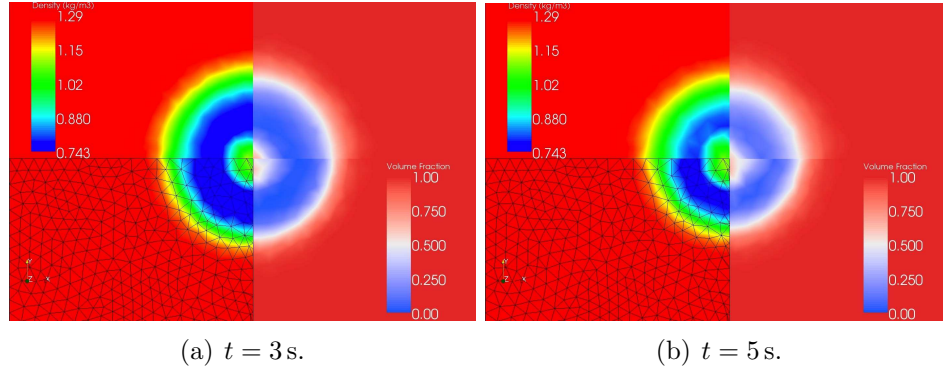 Density (kg/m3)
1.29
1.15
1.02
0.880
0.743
Volume Fraction
1.00
0.750
0.500
0.250
0.00
Y
Z X
Density (kg/m3)
1.29
1.15
1.02
0.880
0.743
Volume Fraction
1.00
0.750
0.500
0.250
0.00
Y
Z X
(a) t = 3 s.
(b) t = 5 s.